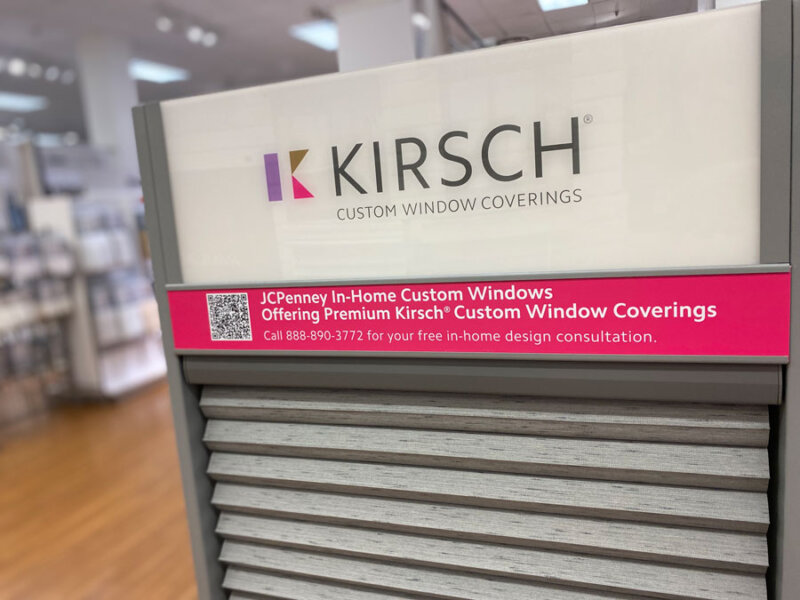 KIRSCH®
CUSTOM WINDOW COVERINGS
JCPenney In-Home Custom Windows
Offering Premium Kirsch® Custom Window Coverings
Call 888-890-3772 for your free in-home design consultation.